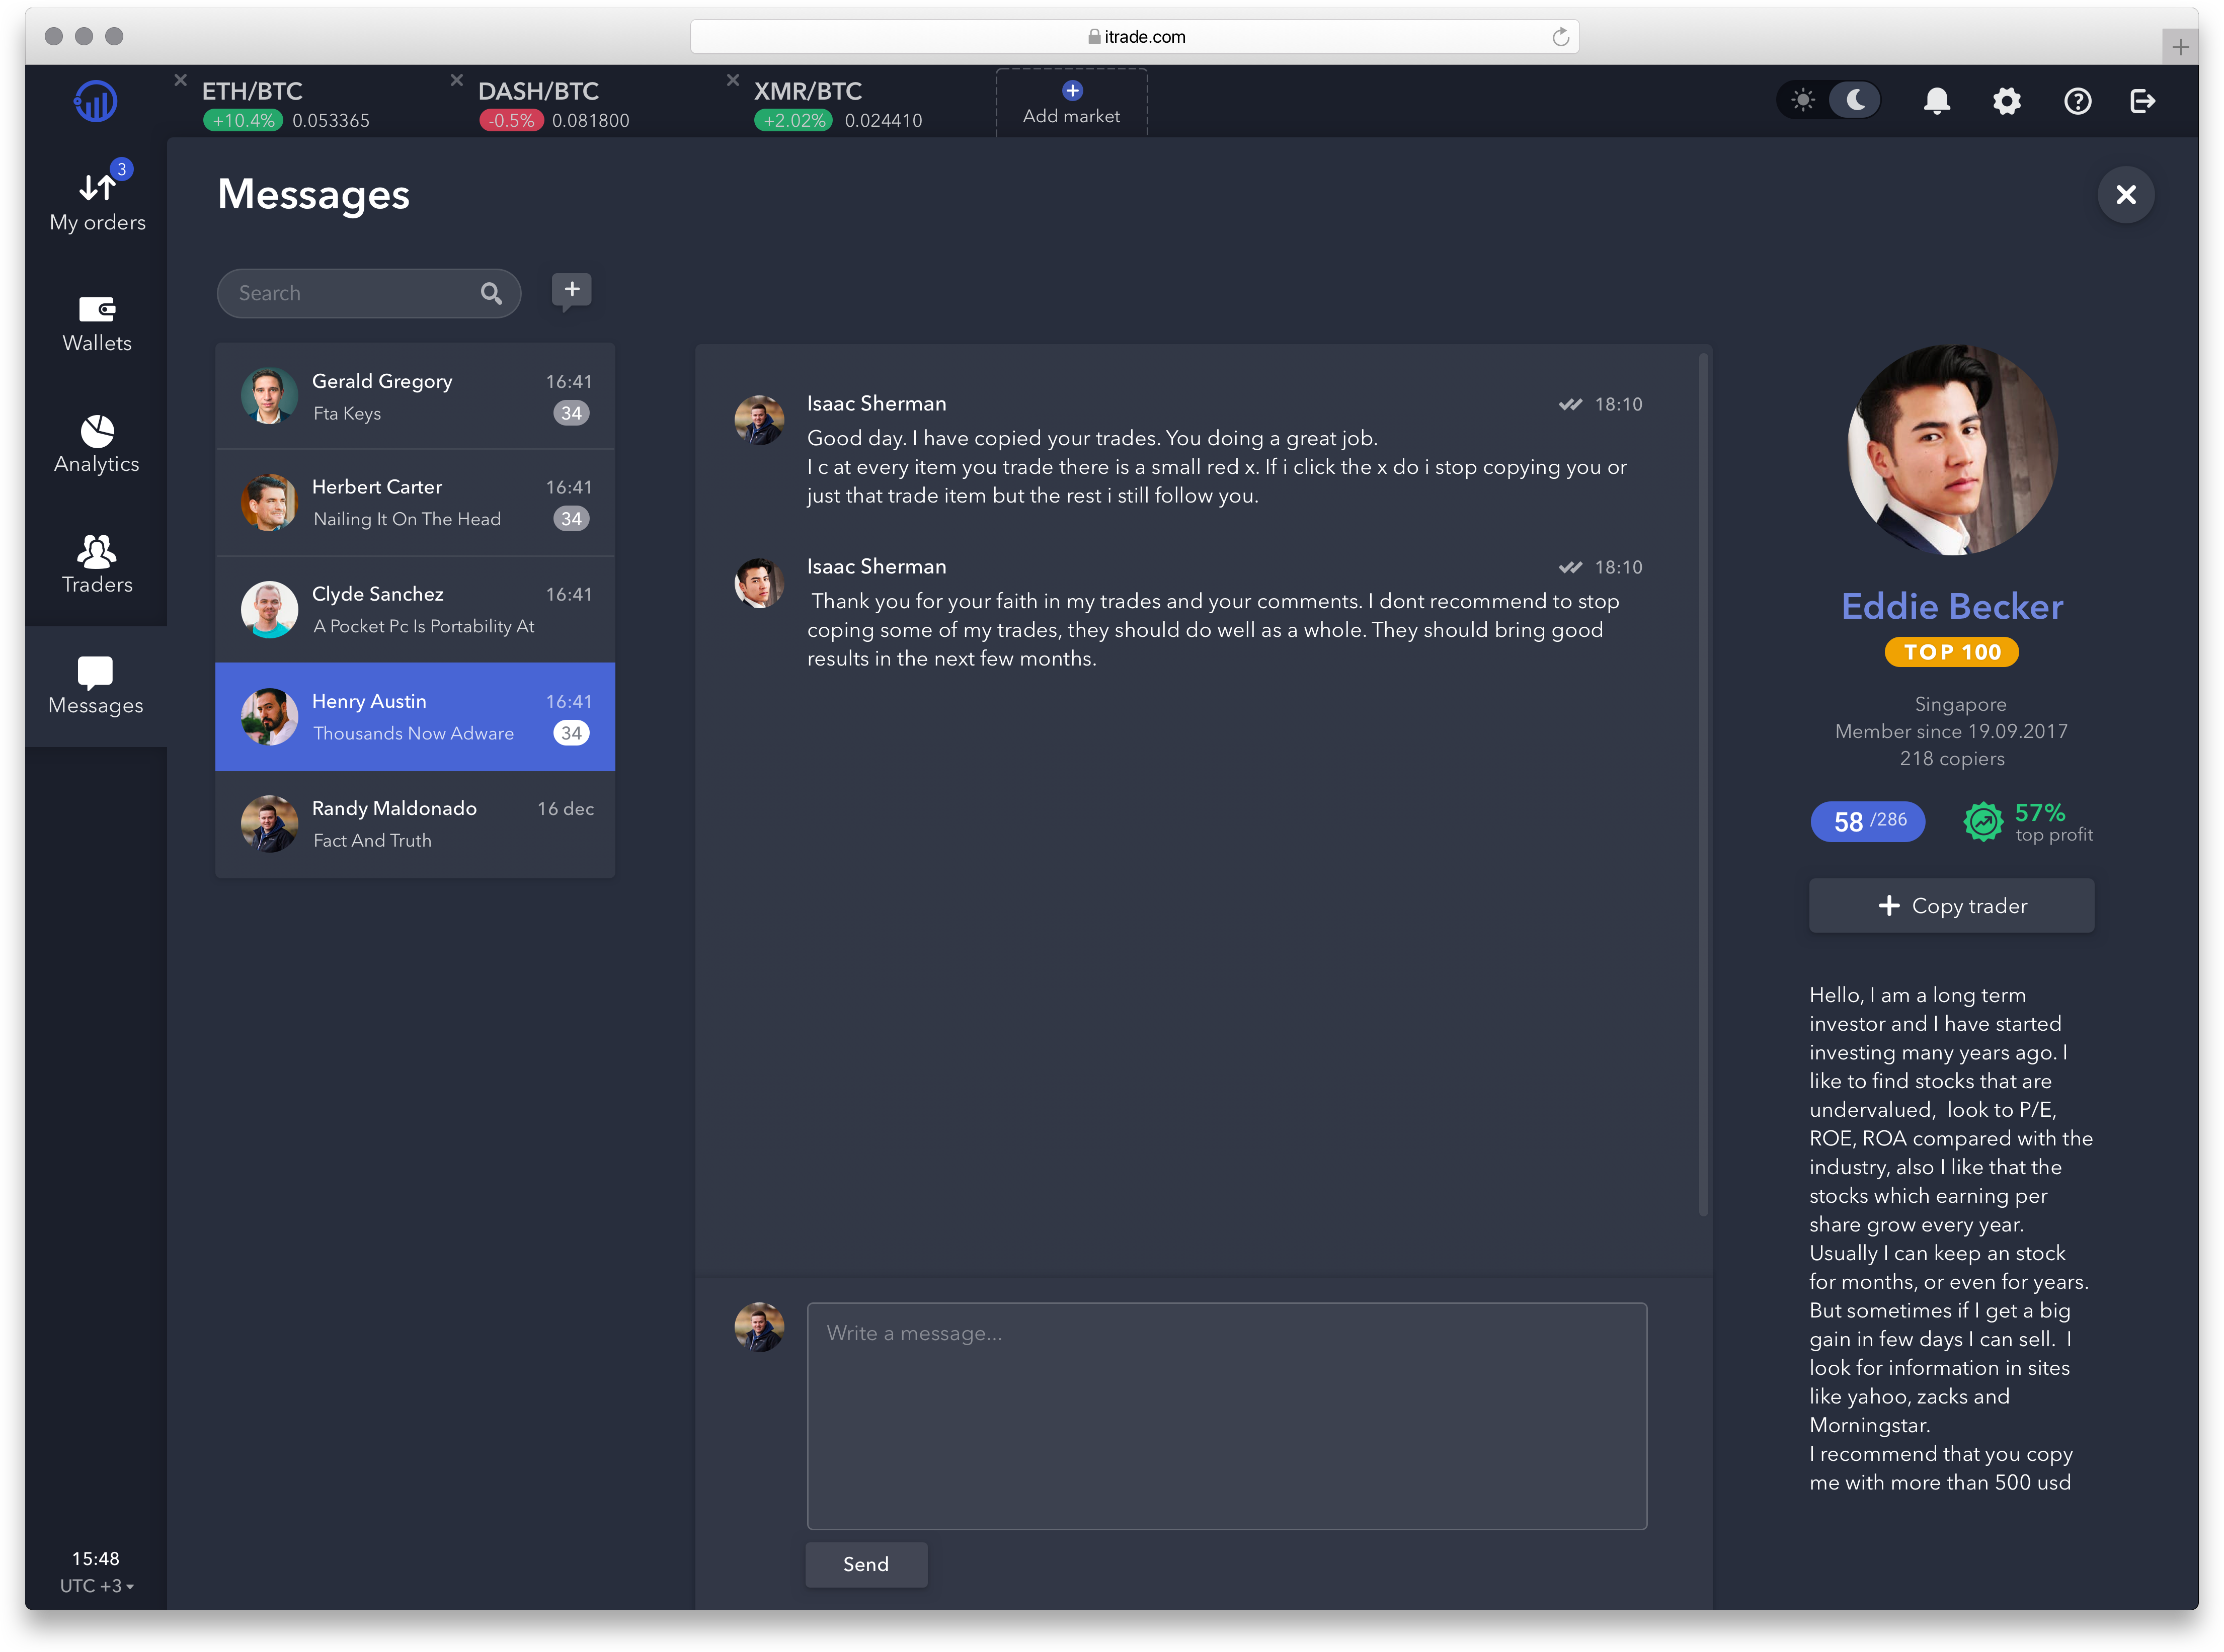 itrade.com
ETH/BTC
+10.4% 0.053365
DASH/BTC
-0.5% 0.081800
XMR/BTC
+2.02% 0.024410
Add market
3
My orders
Wallets
Analytics
Traders
Messages
15:48
UTC +3
Messages
Search
Gerald Gregory 16:41
Fta Keys 34
Herbert Carter 16:41
Nailing It On The Head 34
Clyde Sanchez 16:41
A Pocket Pc Is Portability At
Henry Austin 16:41
Thousands Now Adware 34
Randy Maldonado 16 dec
Fact And Truth
Isaac Sherman 18:10
Good day. I have copied your trades. You doing a great job.
I c at every item you trade there is a small red x. If i click the x do i stop copying you or
just that trade item but the rest i still follow you.
Isaac Sherman 18:10
Thank you for your faith in my trades and your comments. I dont recommend to stop
coping some of my trades, they should do well as a whole. They should bring good
results in the next few months.
Write a message...
Send
Eddie Becker
TOP 100
Singapore
Member since 19.09.2017
218 copiers
58 /286
57%
top profit
Copy trader
Hello, I am a long term
investor and I have started
investing many years ago. I
like to find stocks that are
undervalued,  look to P/E,
ROE, ROA compared with the
industry, also I like that the
stocks which earning per
share grow every year.
Usually I can keep an stock
for months, or even for years.
But sometimes if I get a big
gain in few days I can sell.  I
look for information in sites
like yahoo, zacks and
Morningstar.
I recommend that you copy
me with more than 500 usd